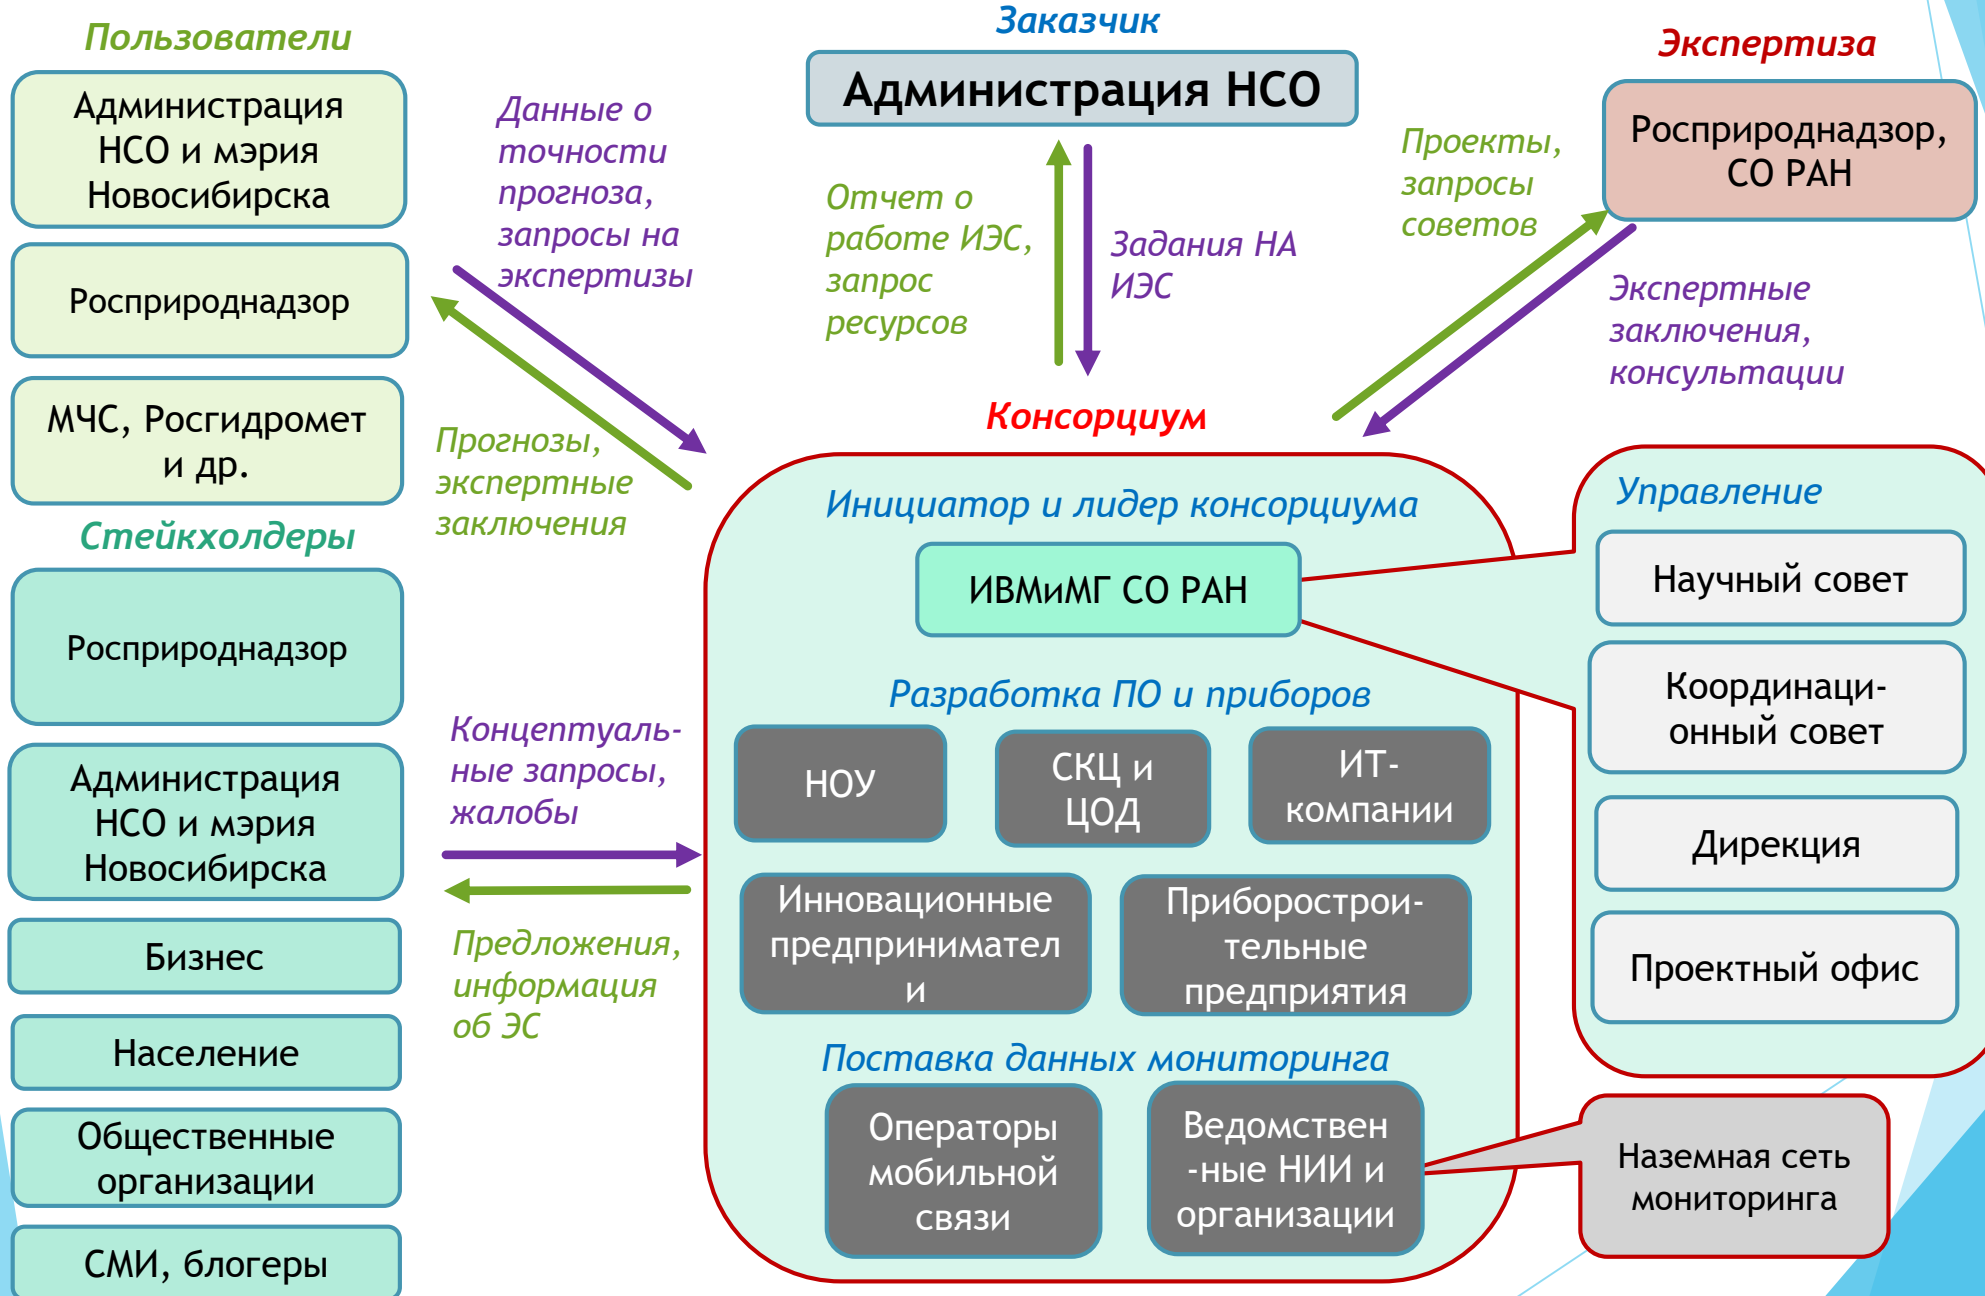 Пользователи
Администрация
НСО и мэрия
Новосибирска
Росприроднадзор
МЧС, Росгидромет
и др.
Стейкхолдеры
Росприроднадзор
Администрация
НСО и мэрия
Новосибирска
Бизнес
Население
Общественные
организации
СМИ, блогеры
Данные о
точности
прогноза,
запросы на
экспертизы
Прогнозы,
экспертные
заключения
Концептуаль-
ные запросы,
жалобы
Предложения,
информация
об ЭС
Заказчик
Администрация НСО
Отчет о
работе ИЭС,
запрос
ресурсов
Задания НА
ИЭС
Экспертиза
Росприроднадзор,
СО РАН
Проекты,
запросы
советов
Экспертные
заключения,
консультации
Консорциум
Инициатор и лидер консорциума
ИВМиМГ СО РАН
Разработка ПО и приборов
НОУ
СКЦ и
ЦОД
ИТ-
компании
Инновационные
предпринимател
и
Приборострои-
тельные
предприятия
Поставка данных мониторинга
Операторы
мобильной
связи
Ведомствен
-ные НИИ и
организации
Управление
Научный совет
Координаци-
онный совет
Дирекция
Проектный офис
Наземная сеть
мониторинга